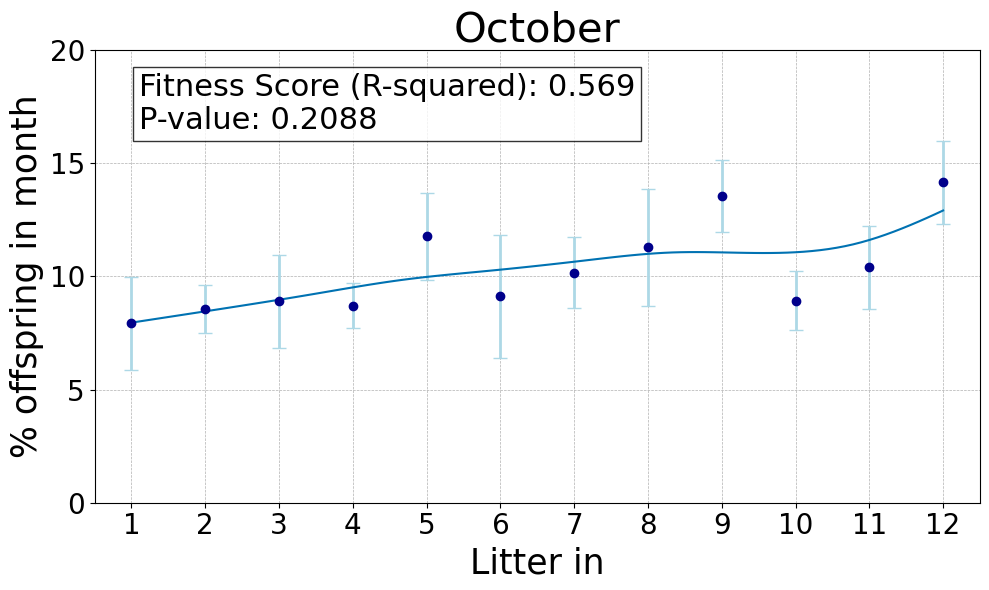 October
Fitness Score (R-squared): 0.569
P-value: 0.2088
% offspring in month
20
15
10
5
0
1 2 3 4 5 6 7 8 9 10 11 12
Litter in